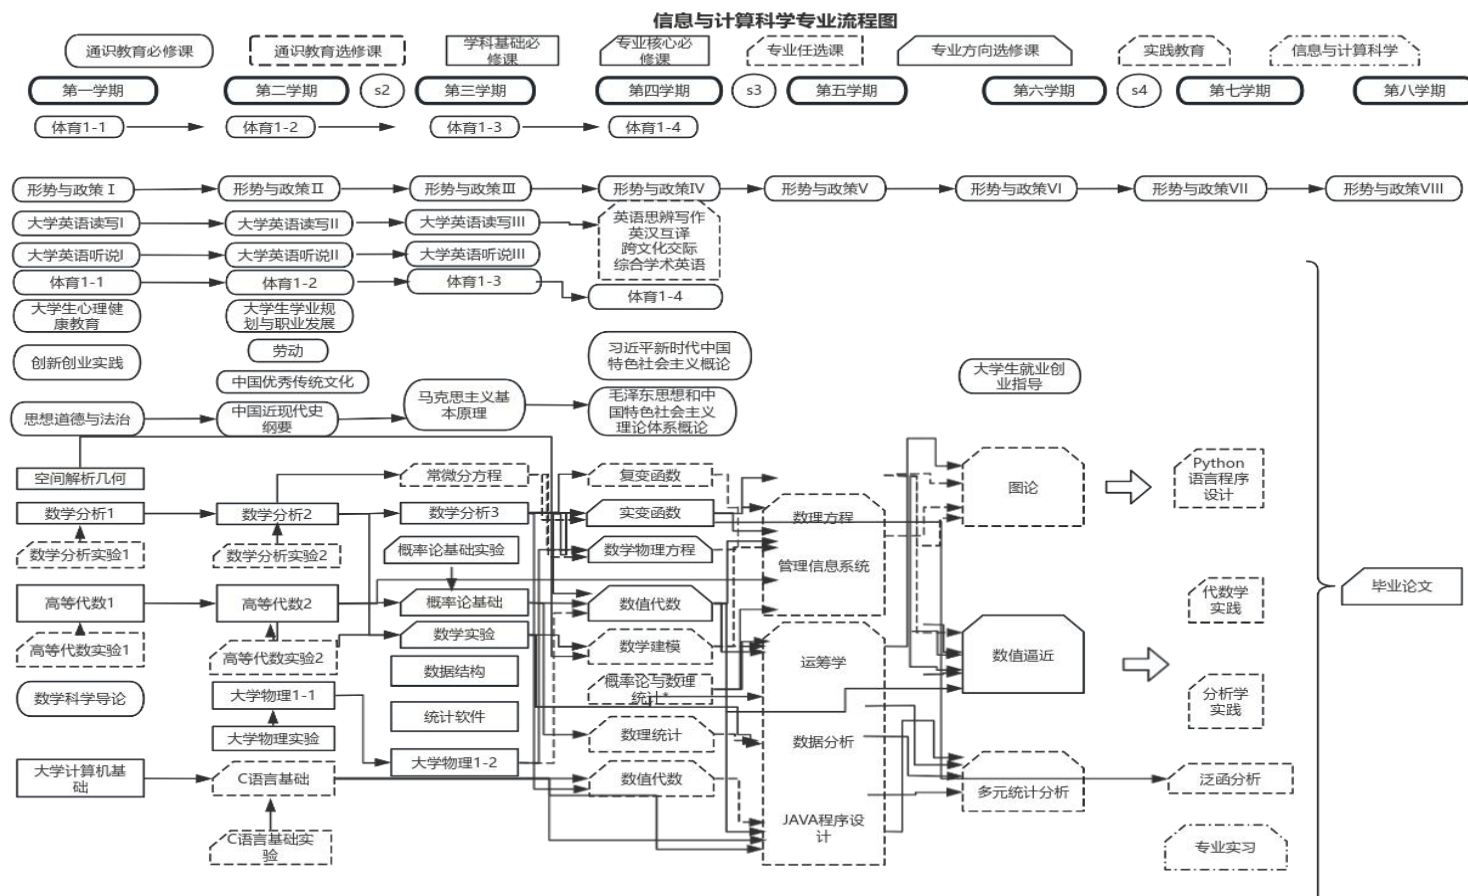 信息与计算科学专业流程图
通识教育必修课
通识教育选修课
学科基础必
修课
专业核心必
修课
专业任选课
专业方向选修课
实践教育
信息与计算科学
第一学期
第二学期
s2
第三学期
第四学期
s3
第五学期
第六学期
s4
第七学期
第八学期
体育1-1
体育1-2
体育1-3
体育1-4
形势与政策 I
形势与政策 II
形势与政策III
形势与政策IV
形势与政策V
形势与政策VI
形势与政策VII
形势与政策VIII
大学英语读写I
大学英语读写II
大学英语读写III
英语思辨写作
英汉互译
跨文化交际
综合学术英语
大学英语听说I
大学英语听说II
大学英语听说III
体育1-1
体育1-2
体育1-3
体育1-4
大学生心理健
康教育
大学生学业规
划与职业发展
创新创业实践
劳动
习近平新时代中国
特色社会主义概论
大学生就业创
业指导
中国优秀传统文化
思想道德与法治
中国近现代史
纲要
马克思主义基
本原理
毛泽东思想和中
国特色社会主义
理论体系概论
空间解析几何
常微分方程
复变函数
图论
Python
语言程序
设计
数学分析1
数学分析2
数学分析3
实变函数
数理方程
数学分析实验1
数学分析实验2
概率论基础实验
数学物理方程
管理信息系统
高等代数1
高等代数2
概率论基础
数值代数
代数学
实践
毕业论文
高等代数实验1
高等代数实验2
数学实验
数学建模
运筹学
数值逼近
数据结构
数学科学导论
大学物理1-1
概率论与数理
统计*
分析学
实践
统计软件
大学物理实验
数理统计
数据分析
大学计算机基
础
C语言基础
大学物理1-2
数值代数
多元统计分析
泛函分析
C语言基础实
验
JAVA程序设
计
专业实习